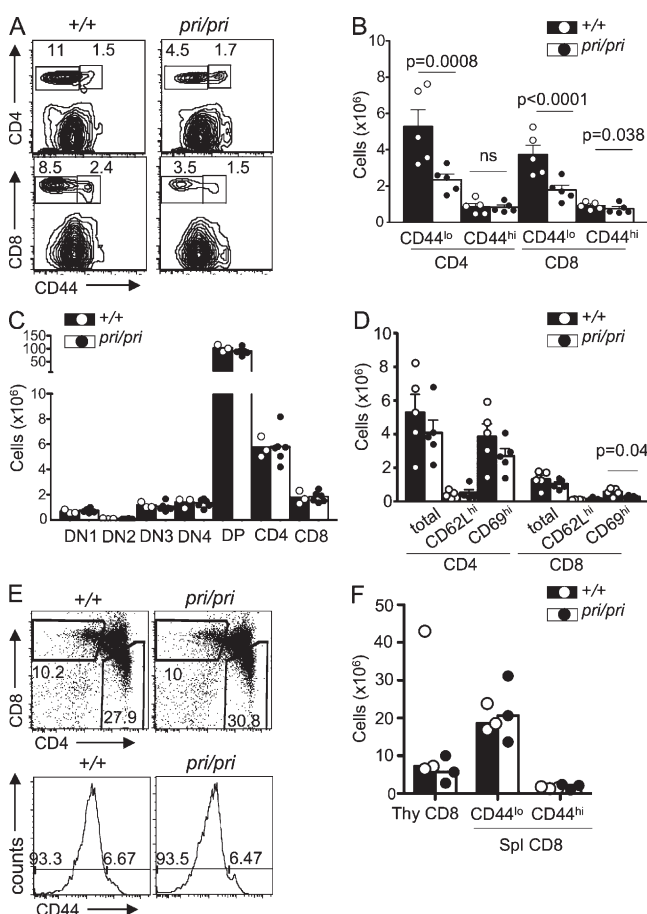 A
+/+
pri/pri
11
1.5
4.5
1.7
CD4
8.5
2.4
3.5
1.5
CD8
CD44
B
+/+
pri/pri
10
8
6
4
2
0
Cells (x10⁶)
p=0.0008
p<0.0001
ns
p=0.038
CD44lo CD44hi CD44lo CD44hi
CD4 CD8
C
+/+
pri/pri
150
100
50
10
8
6
4
2
0
Cells (x10⁶)
DN1 DN2 DN3 DN4 DP CD4 CD8
D
+/+
pri/pri
10
8
6
4
2
0
Cells (x10⁶)
p=0.04
total CD62Lhi CD69hi total CD62Lhi CD69hi
CD4 CD8
E
+/+
pri/pri
CD8
10.2
27.9
10
30.8
CD4
+/+
pri/pri
counts
93.3
6.67
93.5
6.47
CD44
F
+/+
pri/pri
50
40
30
20
10
0
Cells (x10⁶)
Thy CD8 CD44lo CD44hi
Spl CD8